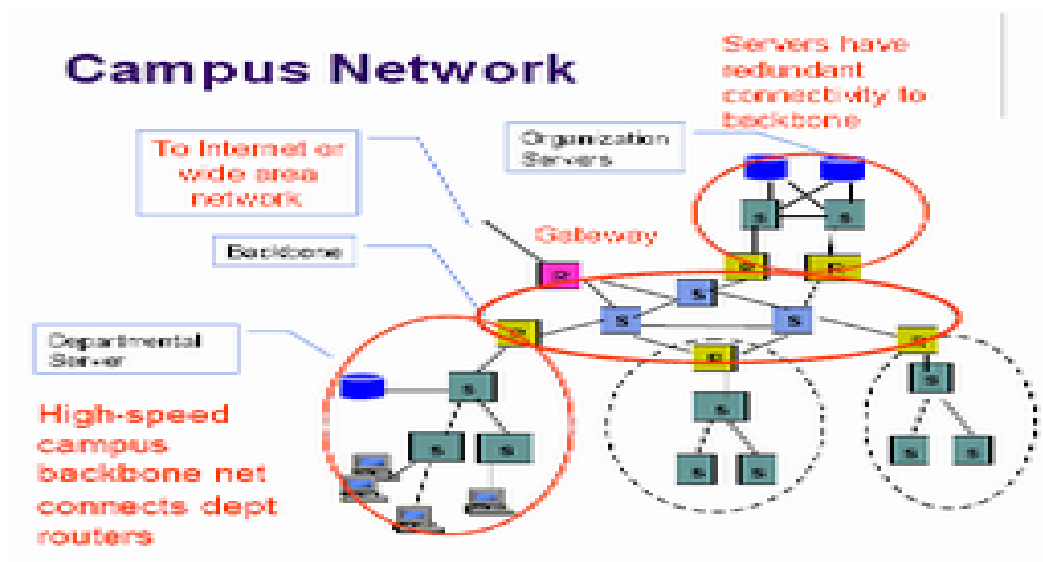 Campus Network
Servers have
redundant
connectivity to
backbone
Organization
Servers
To Internet or
wide area
network
Gateway
Backbone
Departmental
Server
High-speed
campus
backbone net
connects dept
routers
R
R
R
S
S
S
S
S
R
R
R
S
S
S
S
S
S
S
S
S